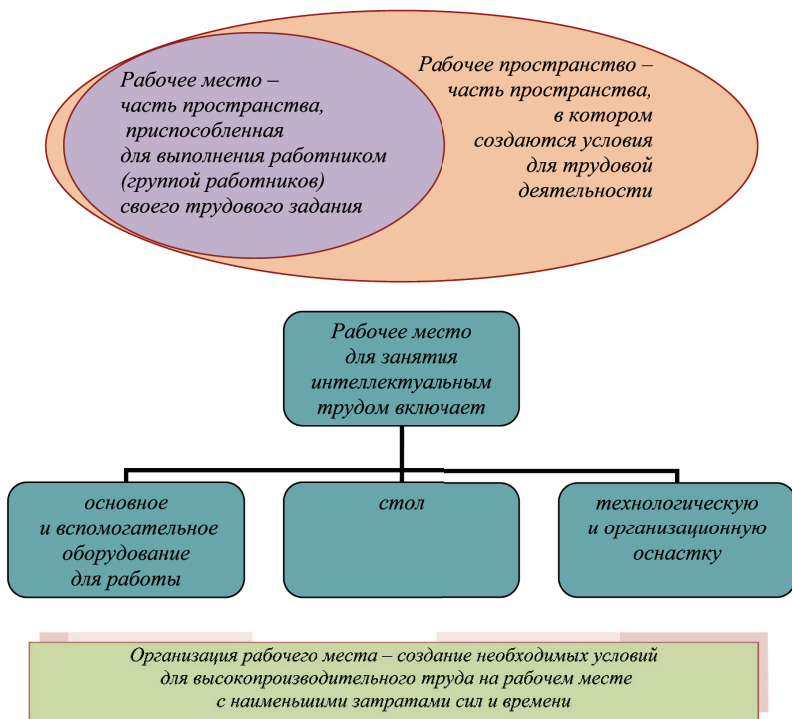 Рабочее место –
часть пространства,
приспособленная
для выполнения работником
(группой работников)
своего трудового задания
Рабочее пространство –
часть пространства,
в котором
создаются условия
для трудовой
деятельности
Рабочее место
для занятия
интеллектуальным
трудом включает
основное
и вспомогательное
оборудование
для работы
стол
технологическую
и организационную
оснастку
Организация рабочего места – создание необходимых условий
для высокопроизводительного труда на рабочем месте
с наименьшими затратами сил и времени